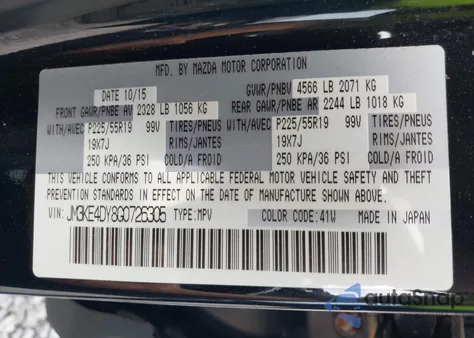 MFD. BY MAZDA MOTOR CORPORATION
DATE 10/15 GVWR/PNBV 4566 LB 2071 KG
FRONT GAWR/PNBE AV 2328 LB 1056 KG REAR GAWR/PNBE AR 2244 LB 1018 KG
WITH/AVEC P225/55R19 99V TIRES/PNEUS WITH/AVEC P225/55R19 99V TIRES/PNEUS
19X7J RIMS/JANTES 19X7J RIMS/JANTES
250 KPA/36 PSI COLD/A FROID 250 KPA/36 PSI COLD/A FROID
THIS VEHICLE CONFORMS TO ALL APPLICABLE FEDERAL MOTOR VEHICLE SAFETY AND THEFT
PREVENTION STANDARDS IN EFFECT ON THE DATE OF MANUFACTURE SHOWN ABOVE.
JM3KE4DY8G0726305 TYPE: MPV COLOR CODE: 41W MADE IN JAPAN
autoSnap